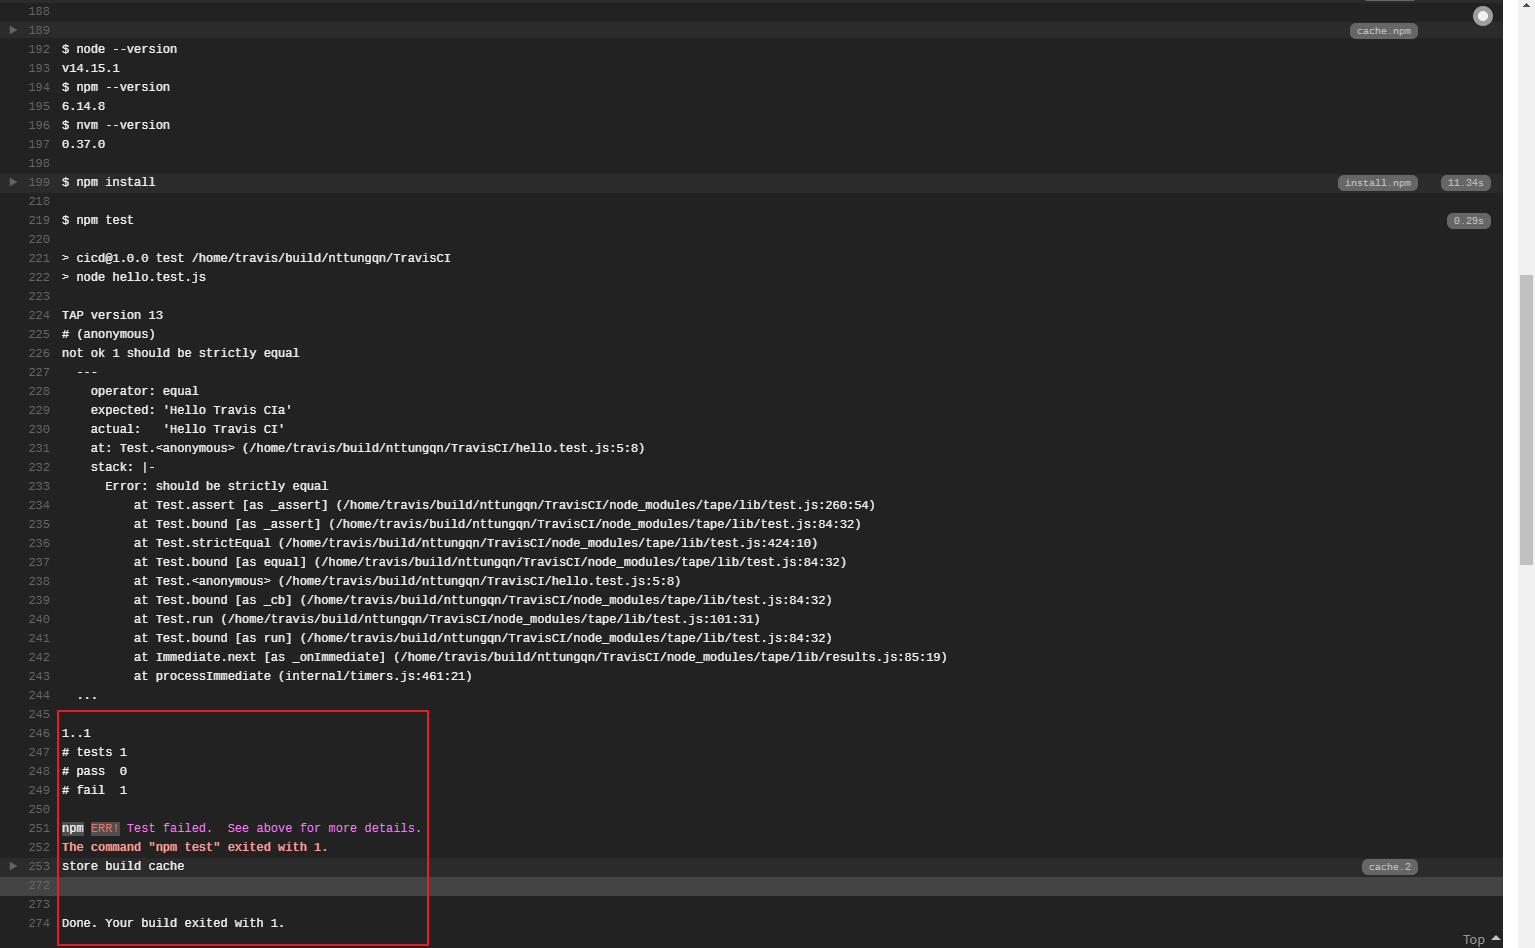 188
189 cache.npm
192 $ node --version
193 v14.15.1
194 $ npm --version
195 6.14.8
196 $ nvm --version
197 0.37.0
198
199 $ npm install install.npm 11.34s
218
219 $ npm test 0.29s
220
221 > cicd@1.0.0 test /home/travis/build/nttungqn/TravisCI
222 > node hello.test.js
223
224 TAP version 13
225 # (anonymous)
226 not ok 1 should be strictly equal
227   ---
228     operator: equal
229     expected: 'Hello Travis CIa'
230     actual:   'Hello Travis CI'
231     at: Test.<anonymous> (/home/travis/build/nttungqn/TravisCI/hello.test.js:5:8)
232     stack: |-
233       Error: should be strictly equal
234           at Test.assert [as _assert] (/home/travis/build/nttungqn/TravisCI/node_modules/tape/lib/test.js:260:54)
235           at Test.bound [as _assert] (/home/travis/build/nttungqn/TravisCI/node_modules/tape/lib/test.js:84:32)
236           at Test.strictEqual (/home/travis/build/nttungqn/TravisCI/node_modules/tape/lib/test.js:424:10)
237           at Test.bound [as equal] (/home/travis/build/nttungqn/TravisCI/node_modules/tape/lib/test.js:84:32)
238           at Test.<anonymous> (/home/travis/build/nttungqn/TravisCI/hello.test.js:5:8)
239           at Test.bound [as _cb] (/home/travis/build/nttungqn/TravisCI/node_modules/tape/lib/test.js:84:32)
240           at Test.run (/home/travis/build/nttungqn/TravisCI/node_modules/tape/lib/test.js:101:31)
241           at Test.bound [as run] (/home/travis/build/nttungqn/TravisCI/node_modules/tape/lib/test.js:84:32)
242           at Immediate.next [as _onImmediate] (/home/travis/build/nttungqn/TravisCI/node_modules/tape/lib/results.js:85:19)
243           at processImmediate (internal/timers.js:461:21)
244   ...
245
246 1..1
247 # tests 1
248 # pass  0
249 # fail  1
250
251 npm ERR! Test failed.  See above for more details.
252 The command "npm test" exited with 1.
253 store build cache cache.2
272
273
274 Done. Your build exited with 1.
Top